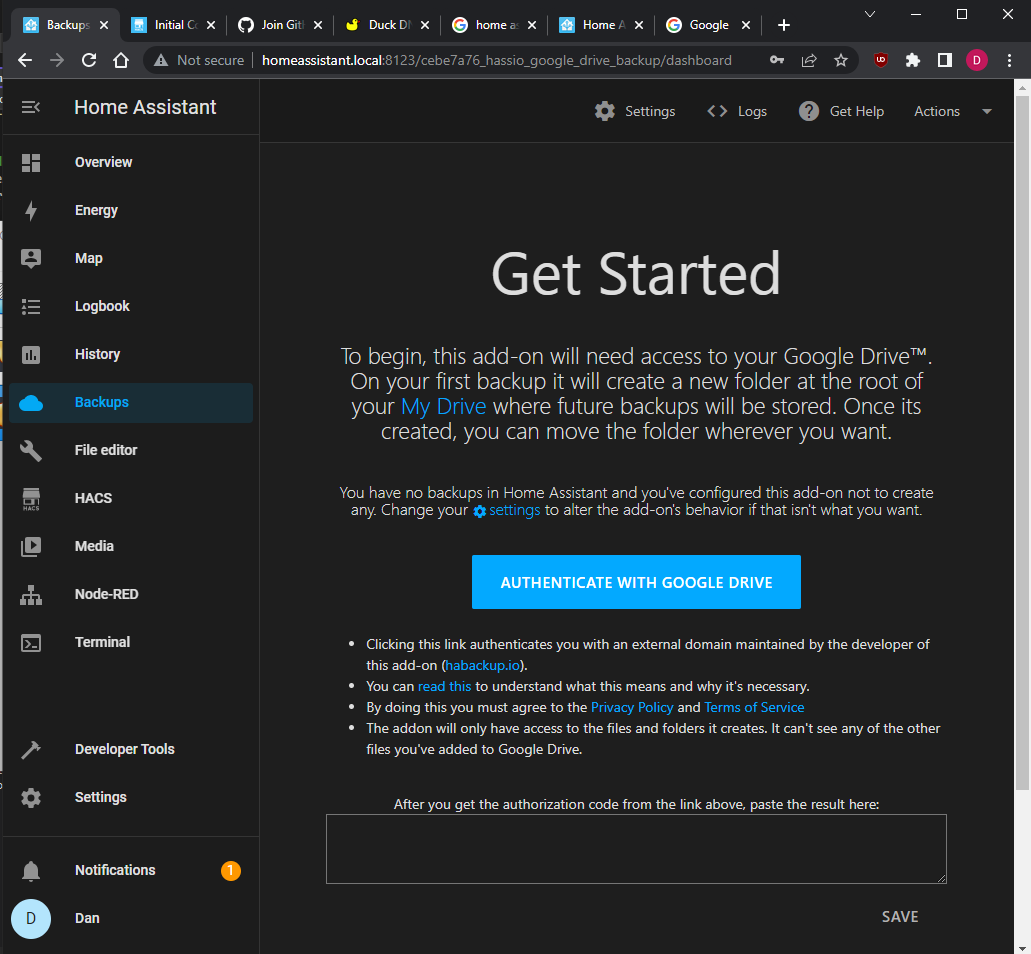 Backups
Initial Co
Join Git
Duck D
home as
Home A
Google
Not secure
homeassistant.local:8123/cebe7a76_hassio_google_drive_backup/dashboard
D
Home Assistant
Settings
Logs
Get Help
Actions
Overview
Energy
Map
Logbook
History
Backups
File editor
HACS
HACS
Media
Node-RED
Terminal
Developer Tools
Settings
Notifications
1
D
Dan
Get Started
To begin, this add-on will need access to your Google Drive™.
On your first backup it will create a new folder at the root of
your My Drive where future backups will be stored. Once its
created, you can move the folder wherever you want.
You have no backups in Home Assistant and you've configured this add-on not to create
any. Change your settings to alter the add-on's behavior if that isn't what you want.
AUTHENTICATE WITH GOOGLE DRIVE
• Clicking this link authenticates you with an external domain maintained by the developer of
this add-on (habackup.io).
• You can read this to understand what this means and why it's necessary.
• By doing this you must agree to the Privacy Policy and Terms of Service
• The addon will only have access to the files and folders it creates. It can't see any of the other
files you've added to Google Drive.
After you get the authorization code from the link above, paste the result here:
SAVE